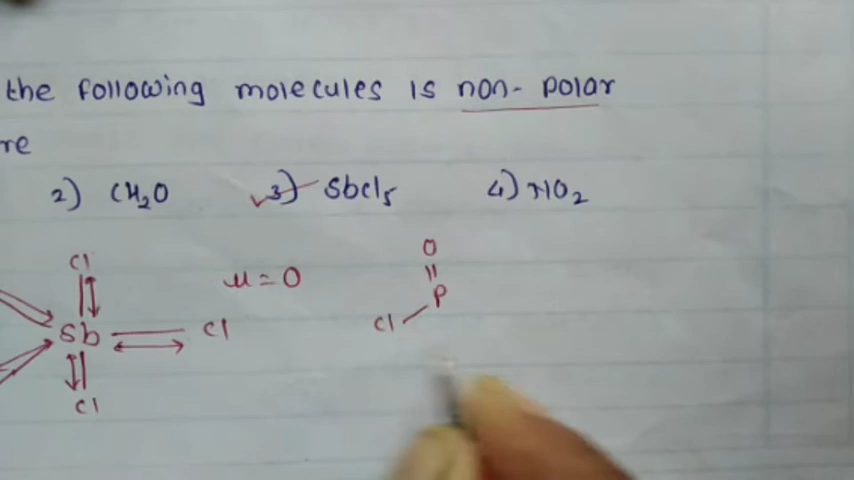 the following molecules is non-polar
re
2) CH2O 3) SbCl5 4) NO2
Cl
O
μ = 0
P
Sb Cl
Cl
Cl